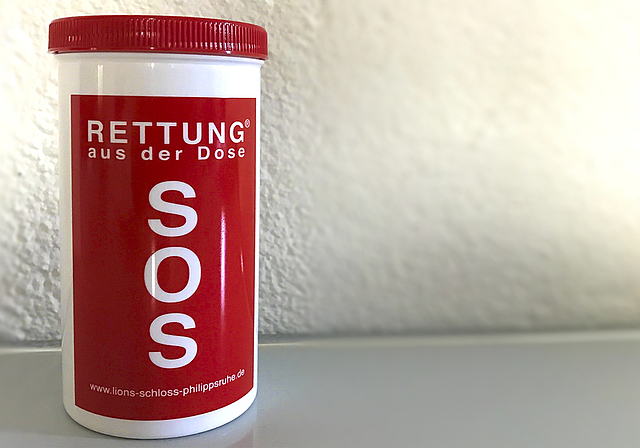 RETTUNG®
aus der Dose
S
O
S
www.lions-schloss-philippsruhe.de